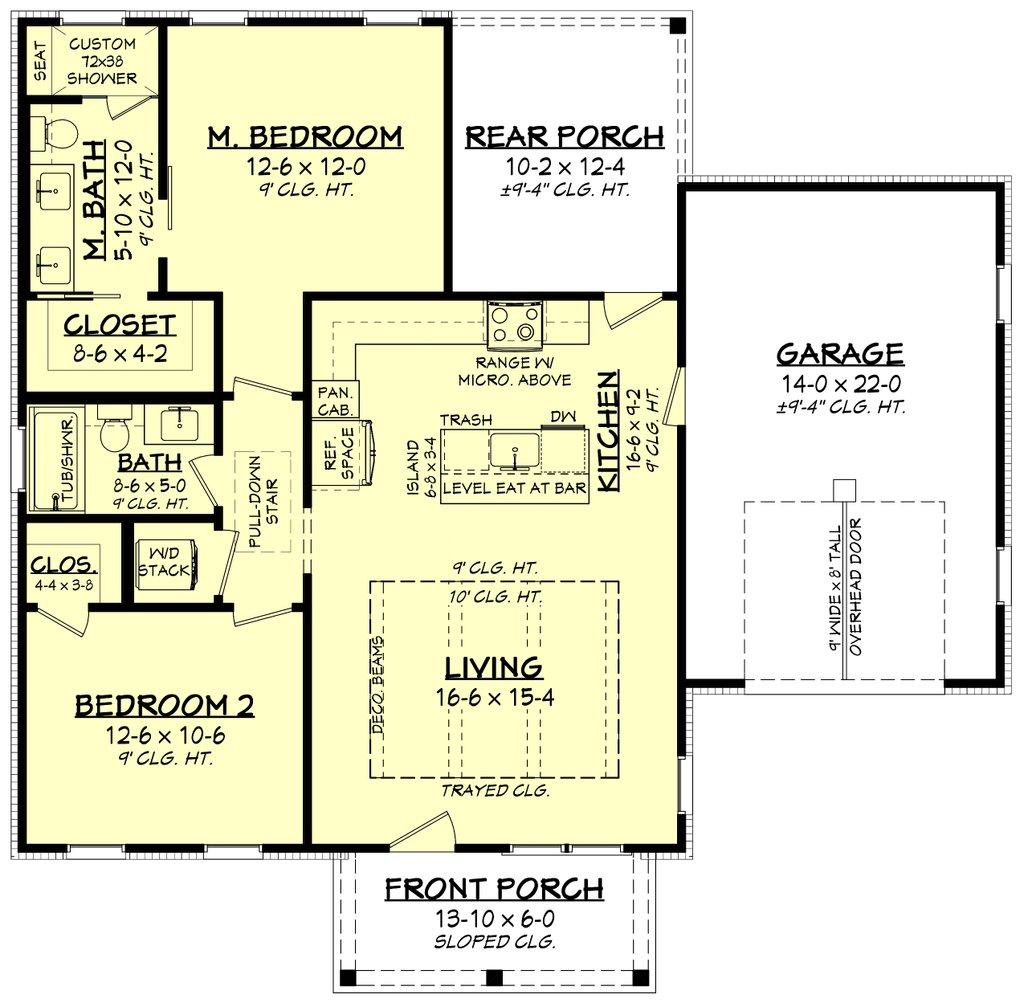 SEAT
CUSTOM
72x38
SHOWER
M. BATH
5-10 x 12-0
9' CLG. HT.
M. BEDROOM
12-6 x 12-0
9' CLG. HT.
REAR PORCH
10-2 x 12-4
±9'-4" CLG. HT.
CLOSET
8-6 x 4-2
RANGE W/
MICRO. ABOVE
PAN.
CAB.
REF.
SPACE
TRASH
DW
ISLAND
6-8 x 3-4
LEVEL EAT AT BAR
KITCHEN
16-6 x 9-2
9' CLG. HT.
GARAGE
14-0 x 22-0
±9'-4" CLG. HT.
9' WIDE x 8' TALL
OVERHEAD DOOR
TUB/SHWR.
BATH
8-6 x 5-0
9' CLG. HT.
PULL-DOWN
STAIR
CLOS.
4-4 x 3-8
W/D
STACK
9' CLG. HT.
10' CLG. HT.
DECO. BEAMS
LIVING
16-6 x 15-4
TRAYED CLG.
BEDROOM 2
12-6 x 10-6
9' CLG. HT.
FRONT PORCH
13-10 x 6-0
SLOPED CLG.